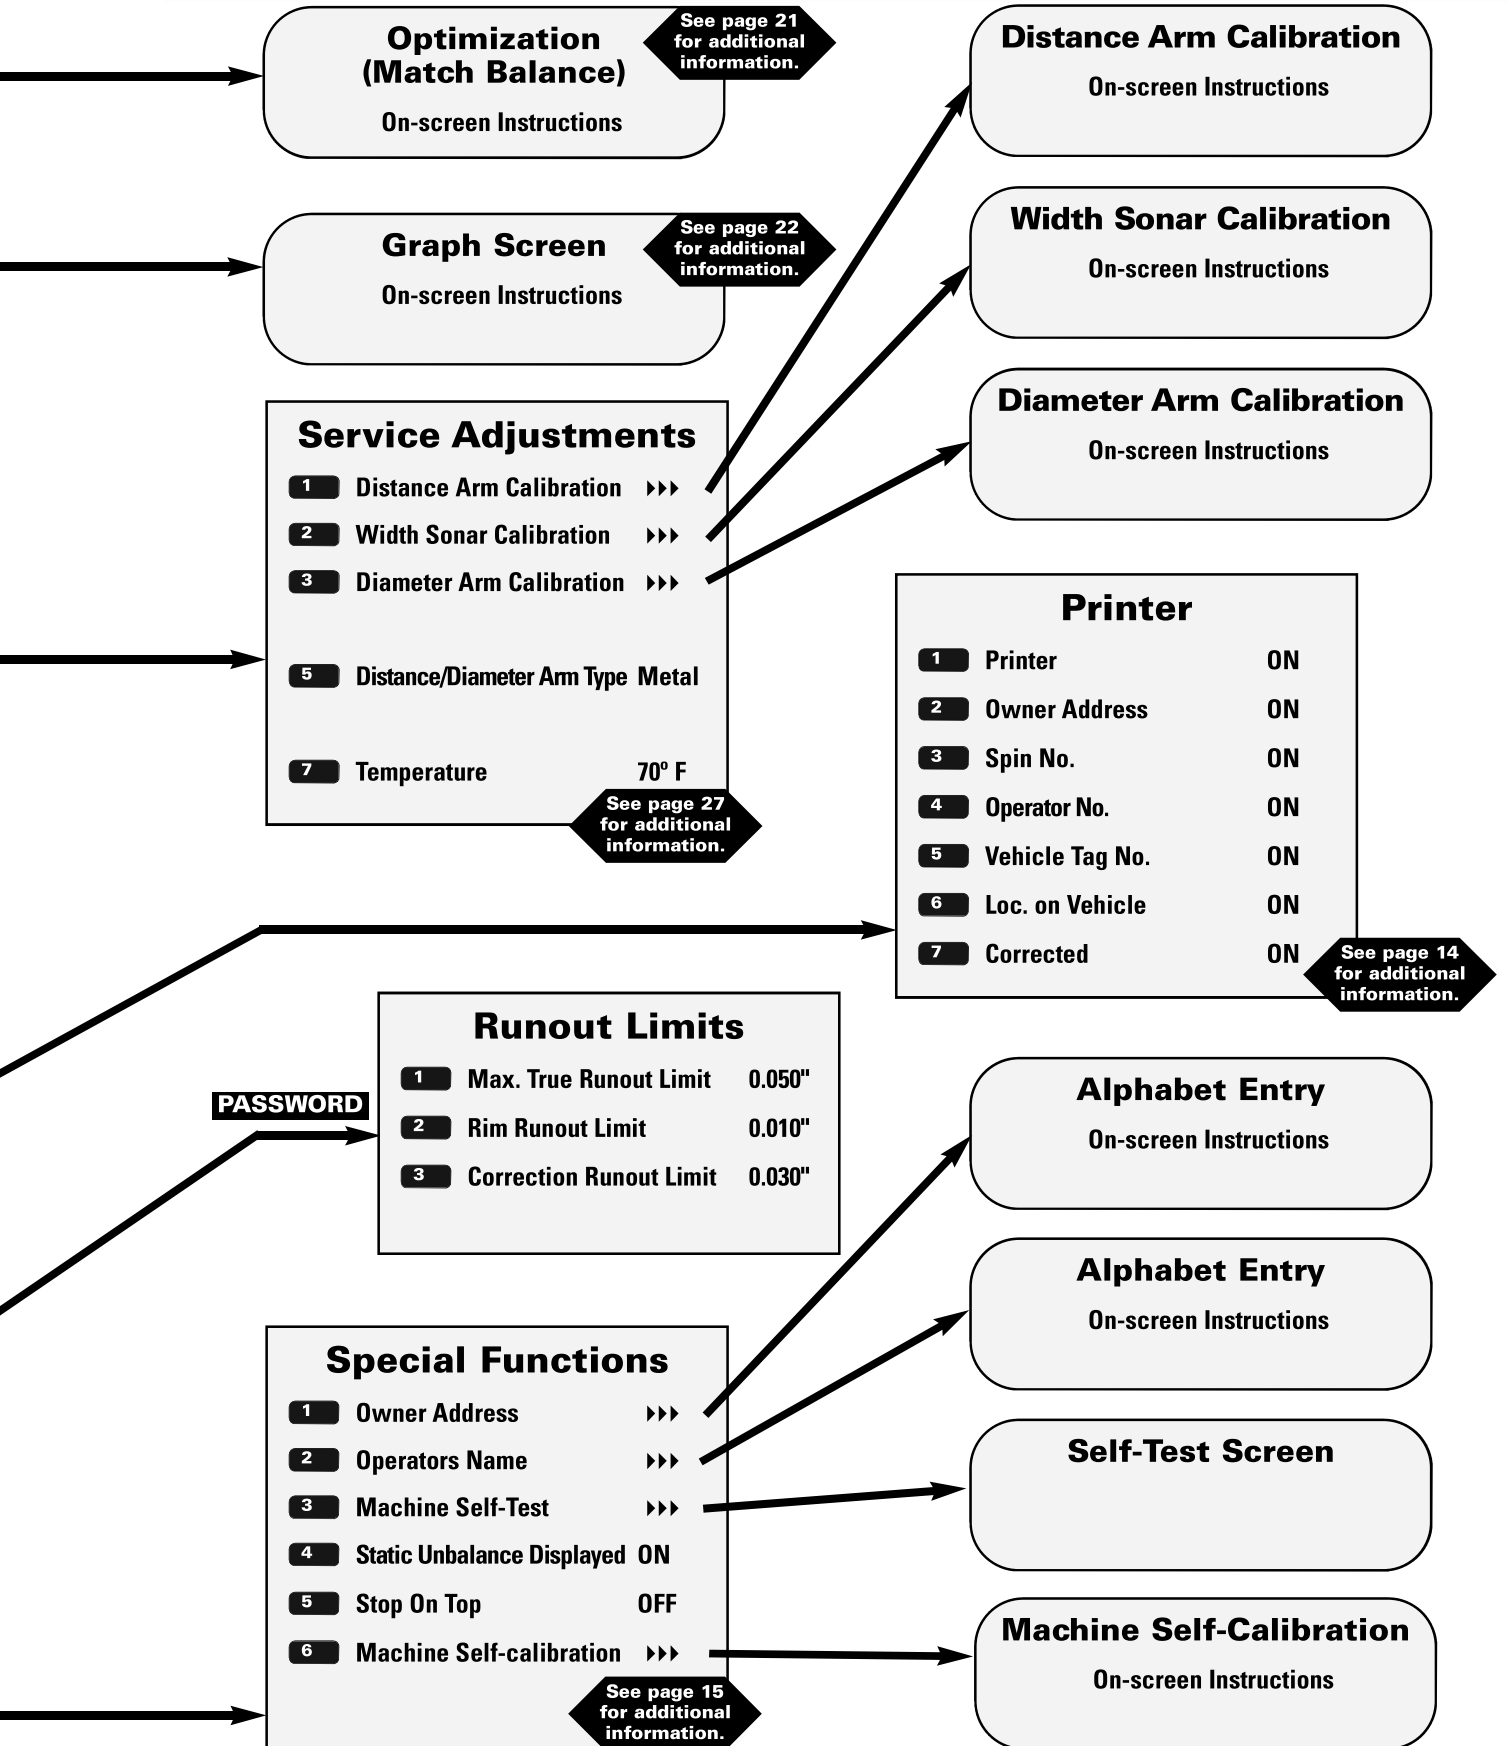 Optimization
(Match Balance)
On-screen Instructions
See page 21
for additional
information.
Distance Arm Calibration
On-screen Instructions
Graph Screen
On-screen Instructions
See page 22
for additional
information.
Width Sonar Calibration
On-screen Instructions
Diameter Arm Calibration
On-screen Instructions
Service Adjustments
1 Distance Arm Calibration
2 Width Sonar Calibration
3 Diameter Arm Calibration
5 Distance/Diameter Arm Type Metal
7 Temperature 70º F
See page 27
for additional
information.
Printer
1 Printer ON
2 Owner Address ON
3 Spin No. ON
4 Operator No. ON
5 Vehicle Tag No. ON
6 Loc. on Vehicle ON
7 Corrected ON
See page 14
for additional
information.
PASSWORD
Runout Limits
1 Max. True Runout Limit 0.050"
2 Rim Runout Limit 0.010"
3 Correction Runout Limit 0.030"
Alphabet Entry
On-screen Instructions
Alphabet Entry
On-screen Instructions
Special Functions
1 Owner Address
2 Operators Name
3 Machine Self-Test
4 Static Unbalance Displayed ON
5 Stop On Top OFF
6 Machine Self-calibration
See page 15
for additional
information.
Self-Test Screen
Machine Self-Calibration
On-screen Instructions